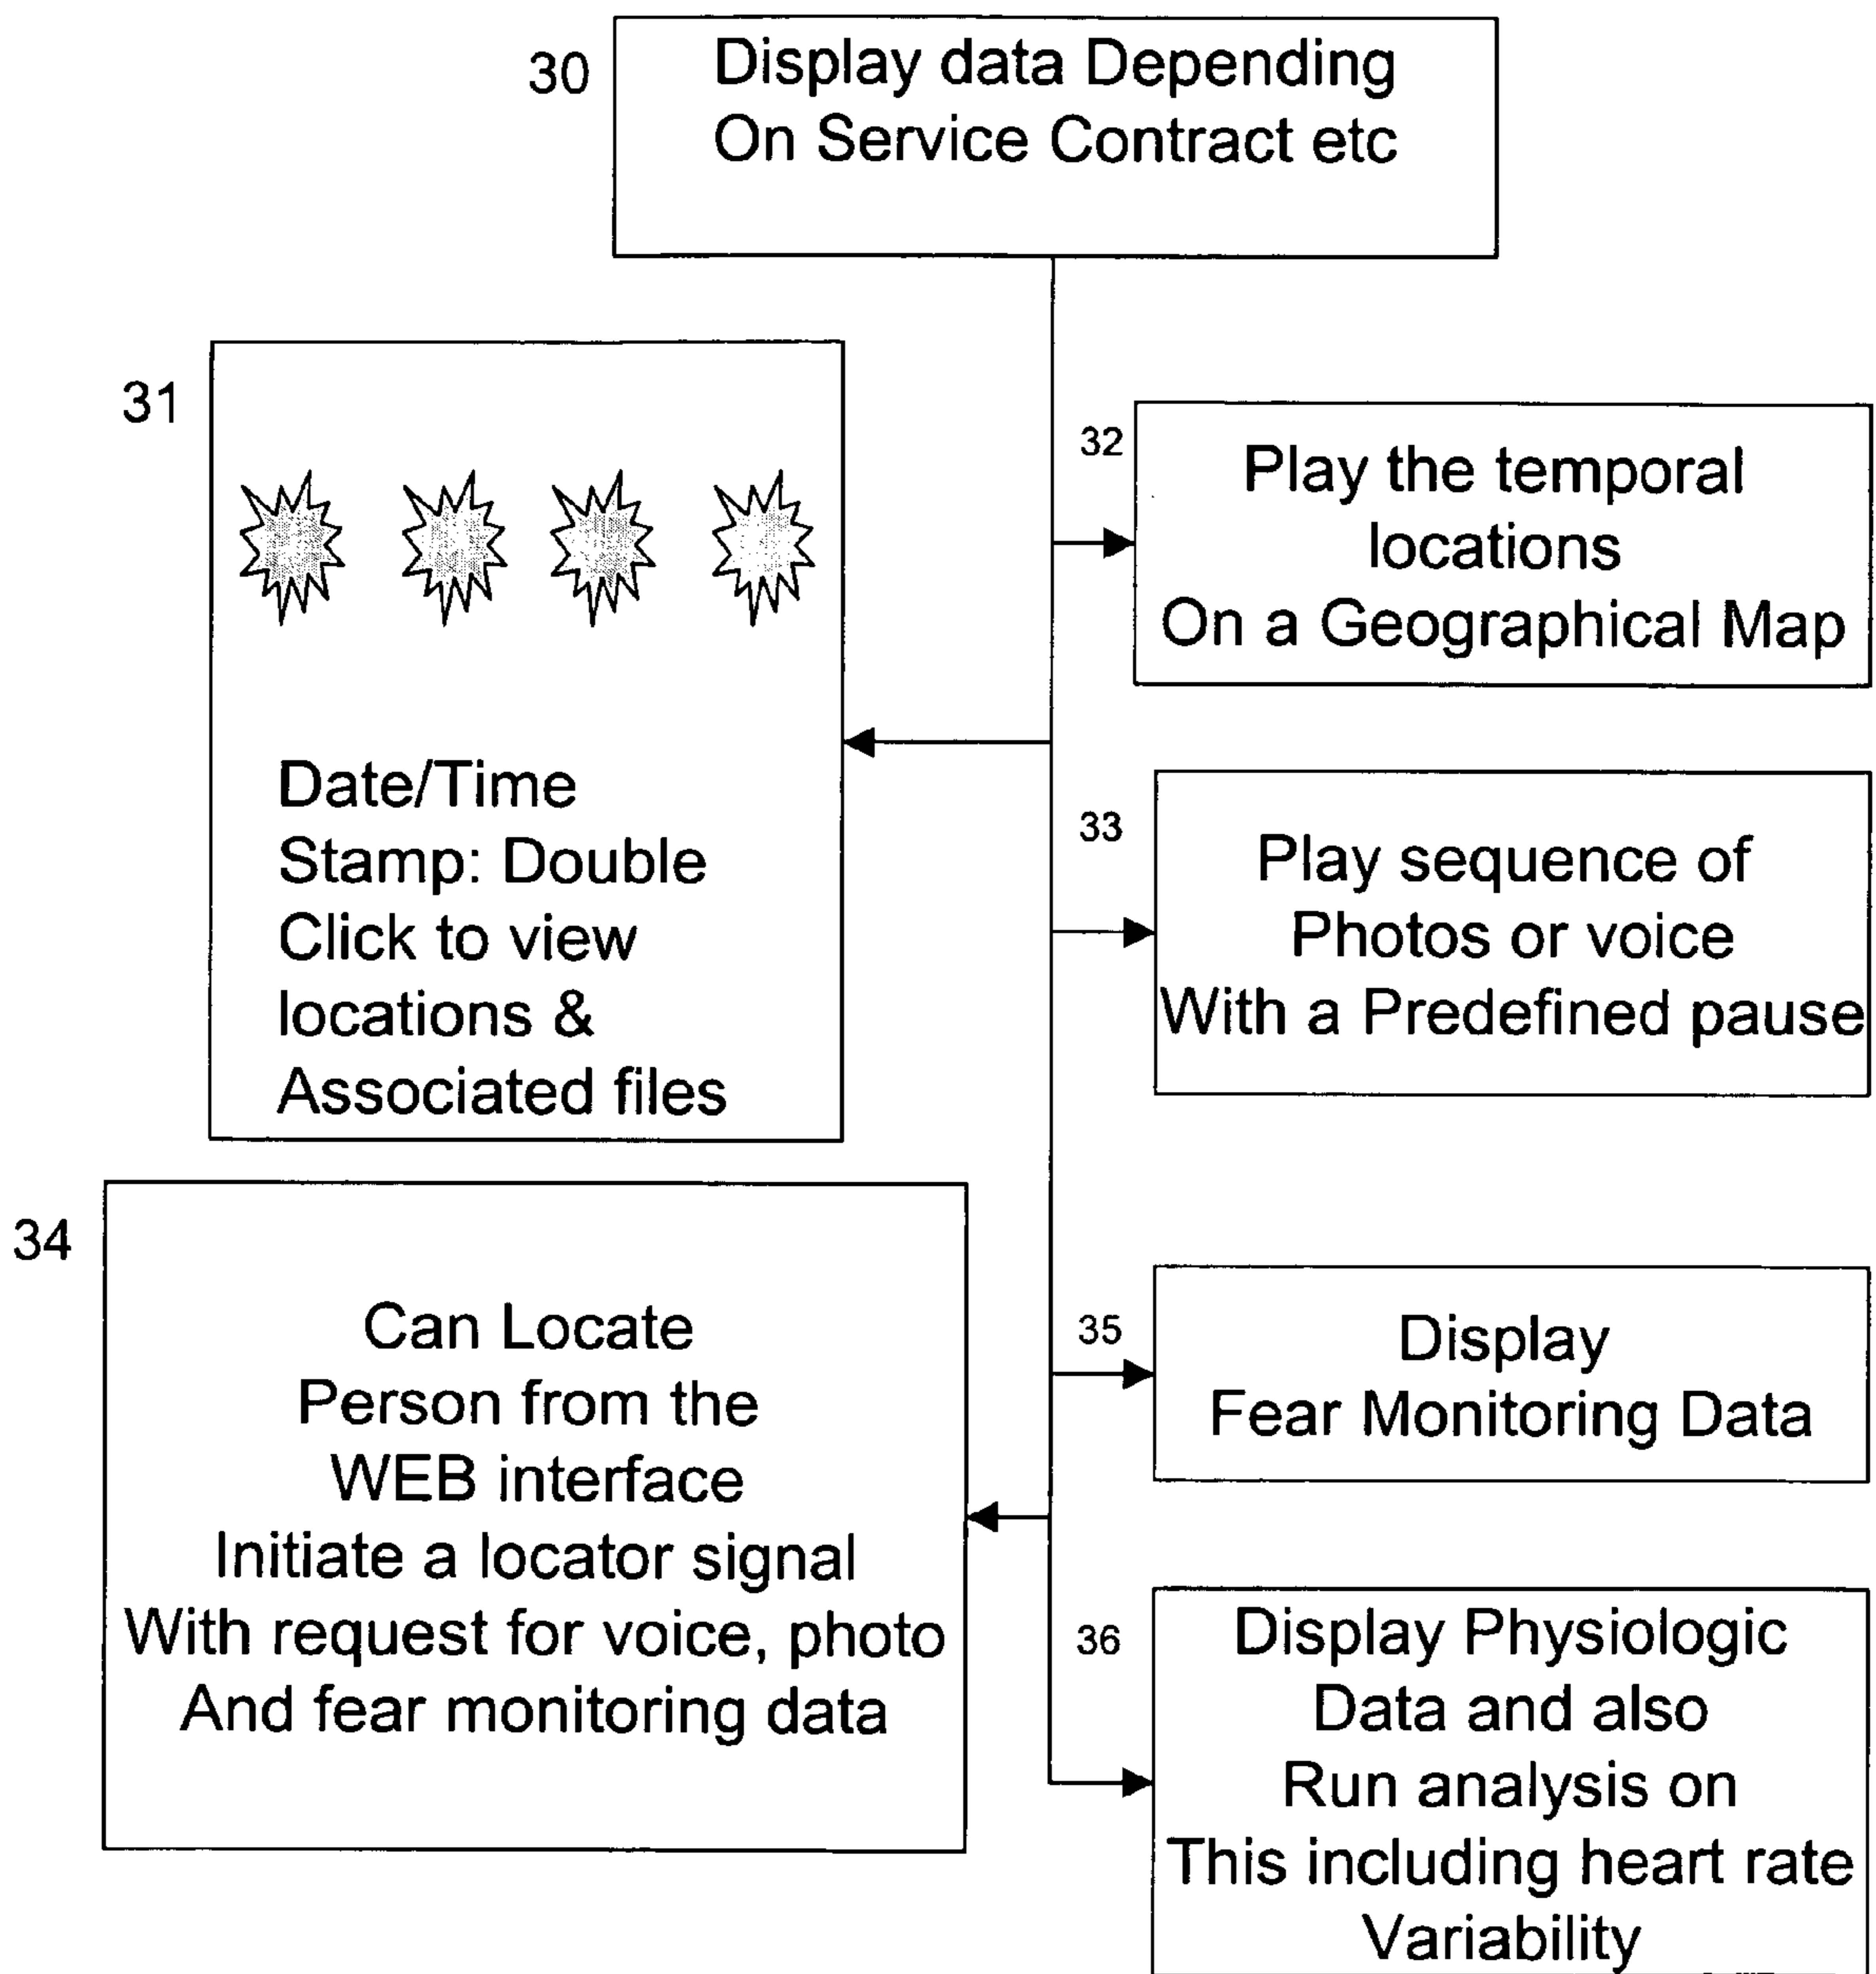 30
Display data Depending
On Service Contract etc
31
Date/Time
Stamp: Double
Click to view
locations &
Associated files
32
Play the temporal
locations
On a Geographical Map
33
Play sequence of
Photos or voice
With a Predefined pause
34
Can Locate
Person from the
WEB interface
Initiate a locator signal
With request for voice, photo
And fear monitoring data
35
Display
Fear Monitoring Data
36
Display Physiologic
Data and also
Run analysis on
This including heart rate
Variability